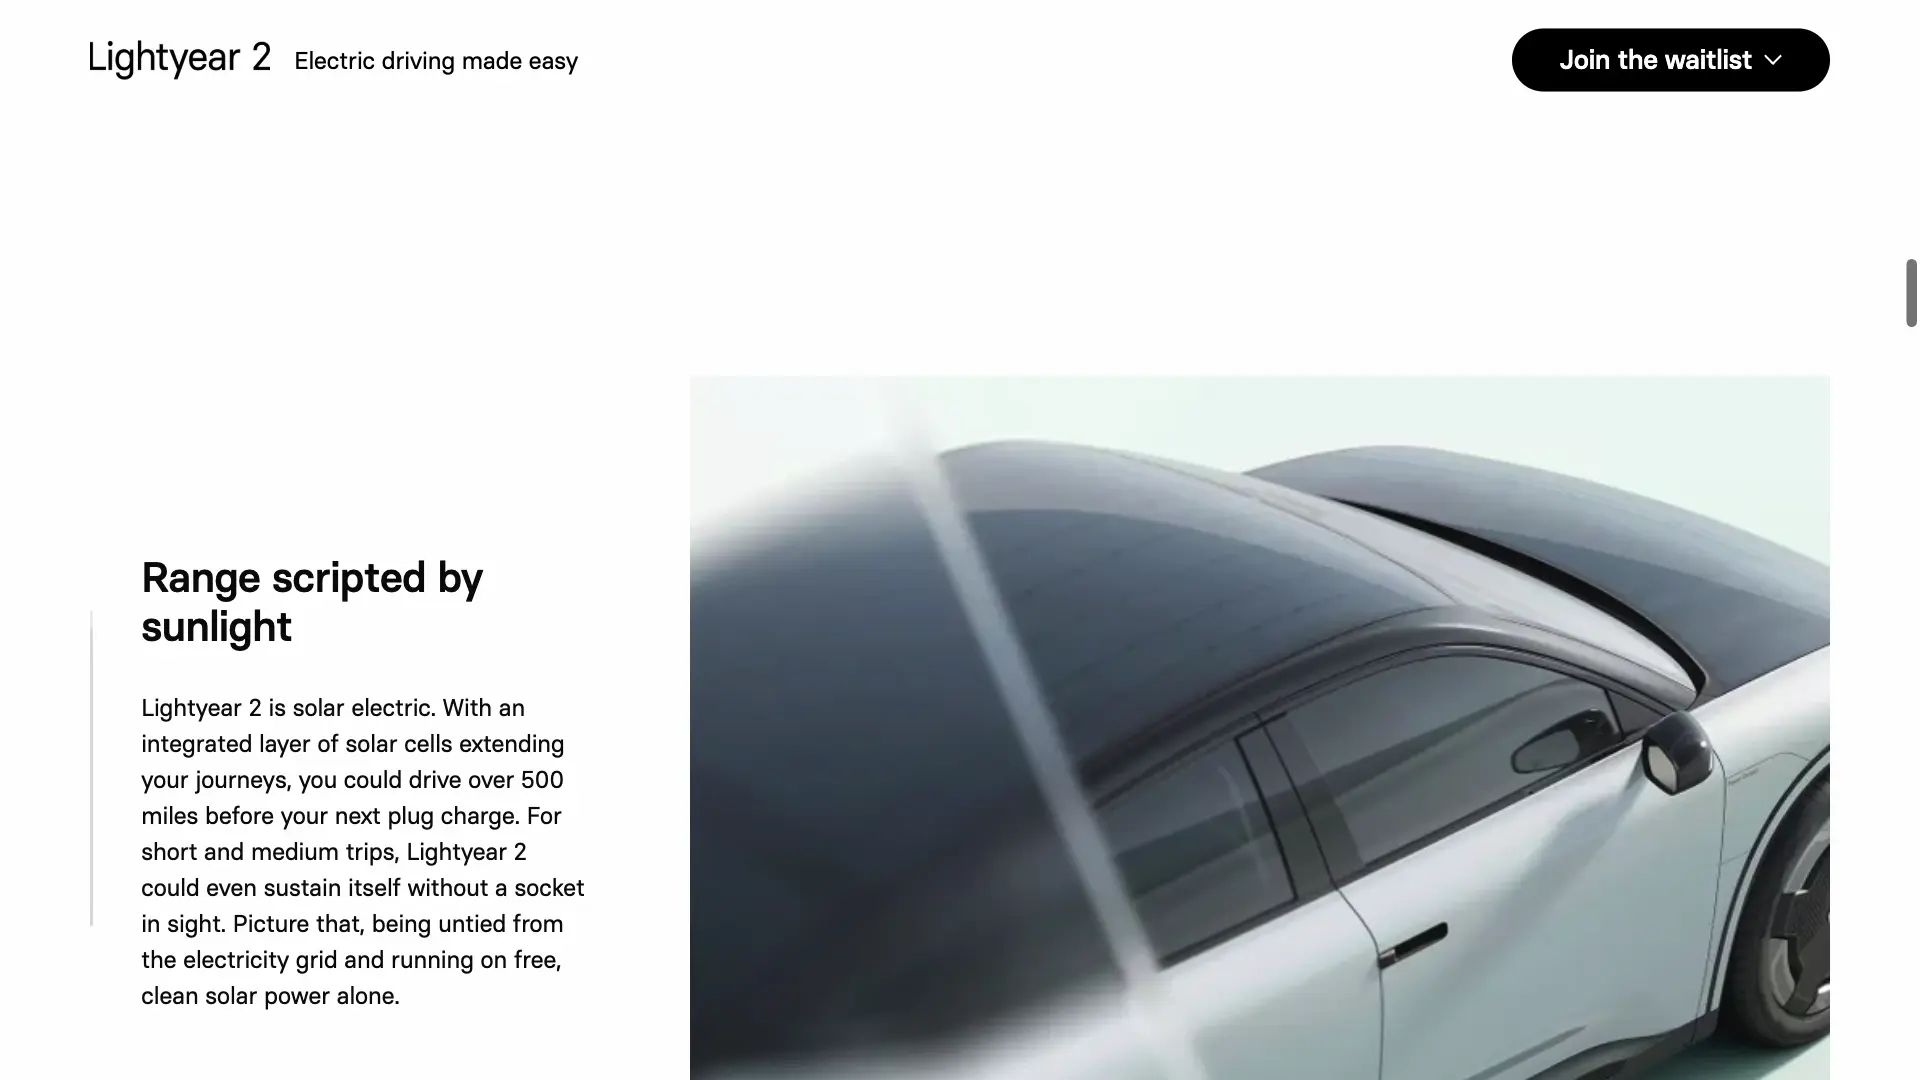 Lightyear 2 Electric driving made easy
Join the waitlist
Range scripted by
sunlight
Lightyear 2 is solar electric. With an
integrated layer of solar cells extending
your journeys, you could drive over 500
miles before your next plug charge. For
short and medium trips, Lightyear 2
could even sustain itself without a socket
in sight. Picture that, being untied from
the electricity grid and running on free,
clean solar power alone.